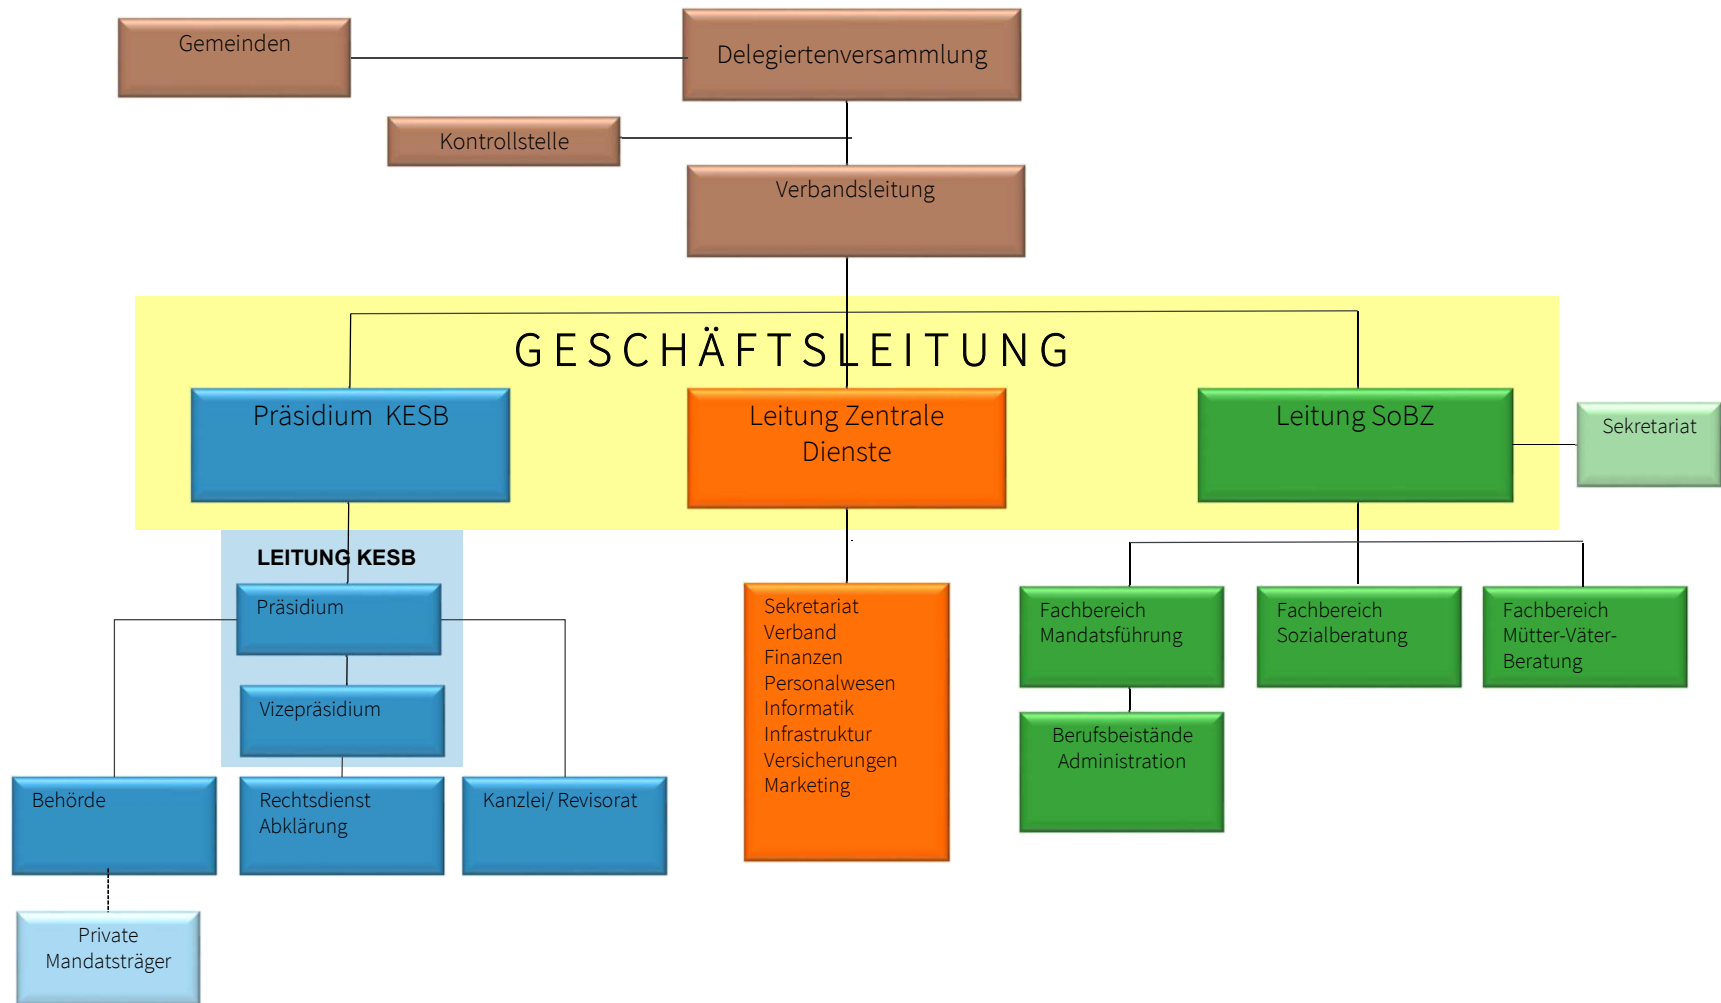 Gemeinden
Delegiertenversammlung
Kontrollstelle
Verbandsleitung
GESCHÄFTSLEITUNG
Präsidium KESB
Leitung Zentrale
Dienste
Leitung SoBZ
Sekretariat
LEITUNG KESB
Präsidium
Vizepräsidium
Behörde
Rechtsdienst
Abklärung
Kanzlei/ Revisorat
Private
Mandatsträger
Sekretariat
Verband
Finanzen
Personalwesen
Informatik
Infrastruktur
Versicherungen
Marketing
Fachbereich
Mandatsführung
Fachbereich
Sozialberatung
Fachbereich
Mütter-Väter-
Beratung
Berufsbeistände
Administration